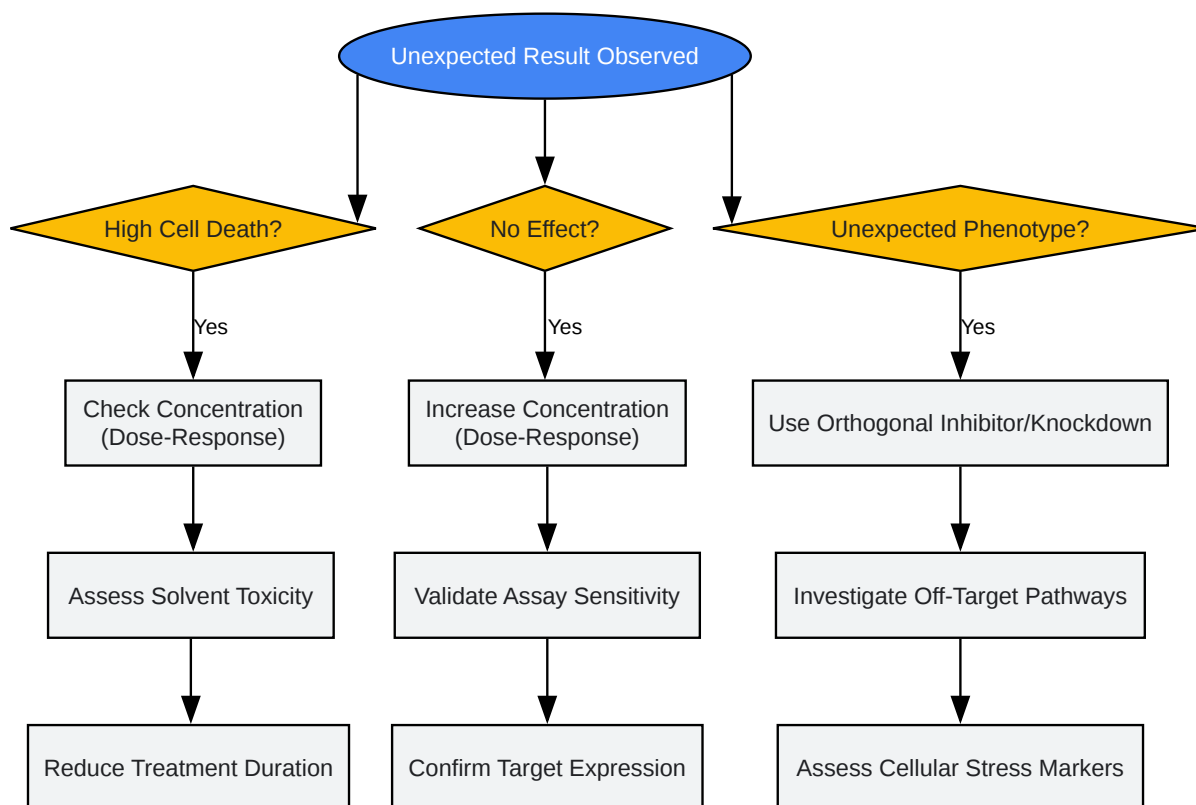 Unexpected Result Observed
High Cell Death?
No Effect?
Unexpected Phenotype?
Yes
Yes
Yes
Check Concentration
(Dose-Response)
Increase Concentration
(Dose-Response)
Use Orthogonal Inhibitor/Knockdown
Assess Solvent Toxicity
Validate Assay Sensitivity
Investigate Off-Target Pathways
Reduce Treatment Duration
Confirm Target Expression
Assess Cellular Stress Markers